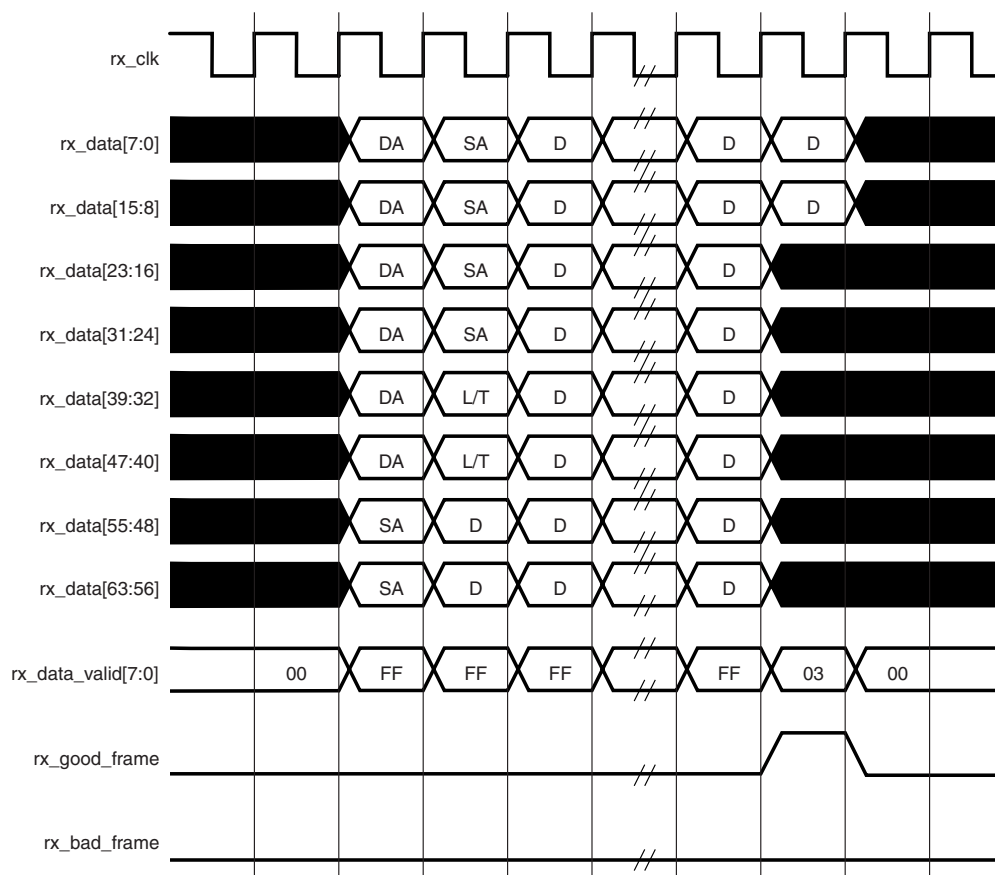 rx_clk
rx_data[7:0] DA SA D D D
rx_data[15:8] DA SA D D D
rx_data[23:16] DA SA D D
rx_data[31:24] DA SA D D
rx_data[39:32] DA L/T D D
rx_data[47:40] DA L/T D D
rx_data[55:48] SA D D D
rx_data[63:56] SA D D D
rx_data_valid[7:0] 00 FF FF FF FF 03 00
rx_good_frame
rx_bad_frame